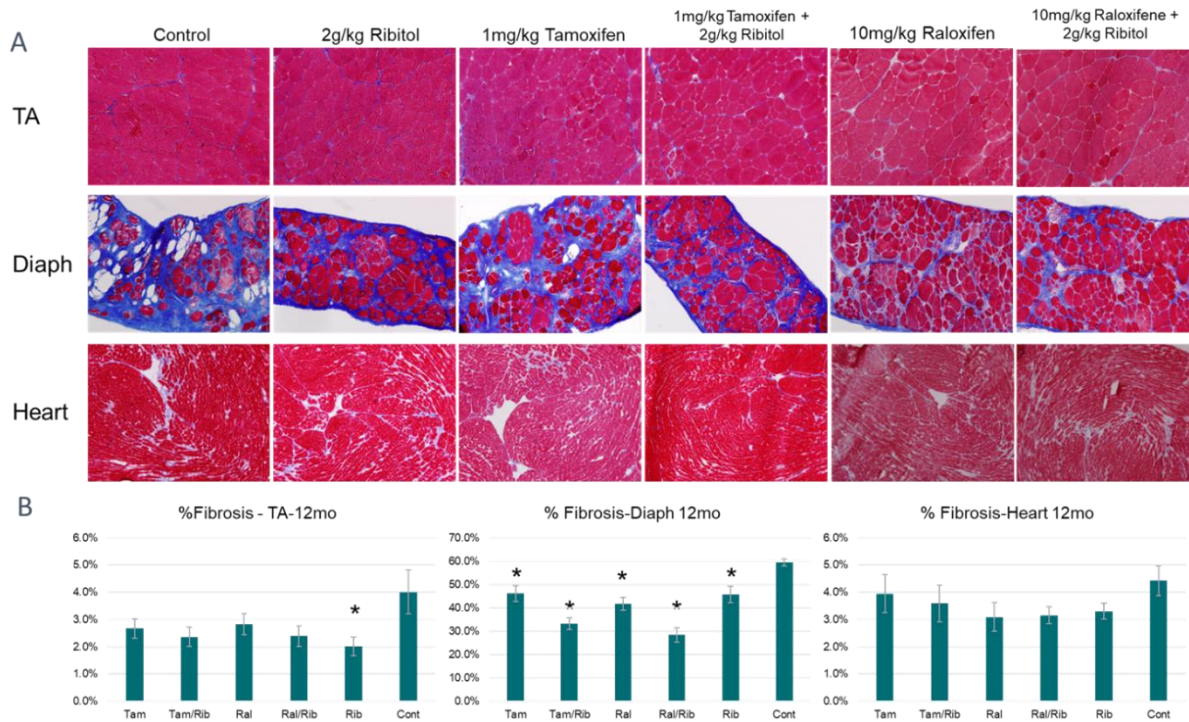 A
Control
2g/kg Ribitol
1mg/kg Tamoxifen
1mg/kg Tamoxifen +
2g/kg Ribitol
10mg/kg Raloxifen
10mg/kg Raloxifene +
2g/kg Ribitol
TA
Diaph
Heart
B
%Fibrosis - TA-12mo
6.0%
5.0%
4.0%
3.0%
2.0%
1.0%
0.0%
*
Tam Tam/Rib Ral Ral/Rib Rib Cont
% Fibrosis-Diaph 12mo
70.0%
60.0%
50.0%
40.0%
30.0%
20.0%
10.0%
0.0%
* * * * *
Tam Tam/Rib Ral Ral/Rib Rib Cont
% Fibrosis-Heart 12mo
6.0%
5.0%
4.0%
3.0%
2.0%
1.0%
0.0%
Tam Tam/Rib Ral Ral/Rib Rib Cont